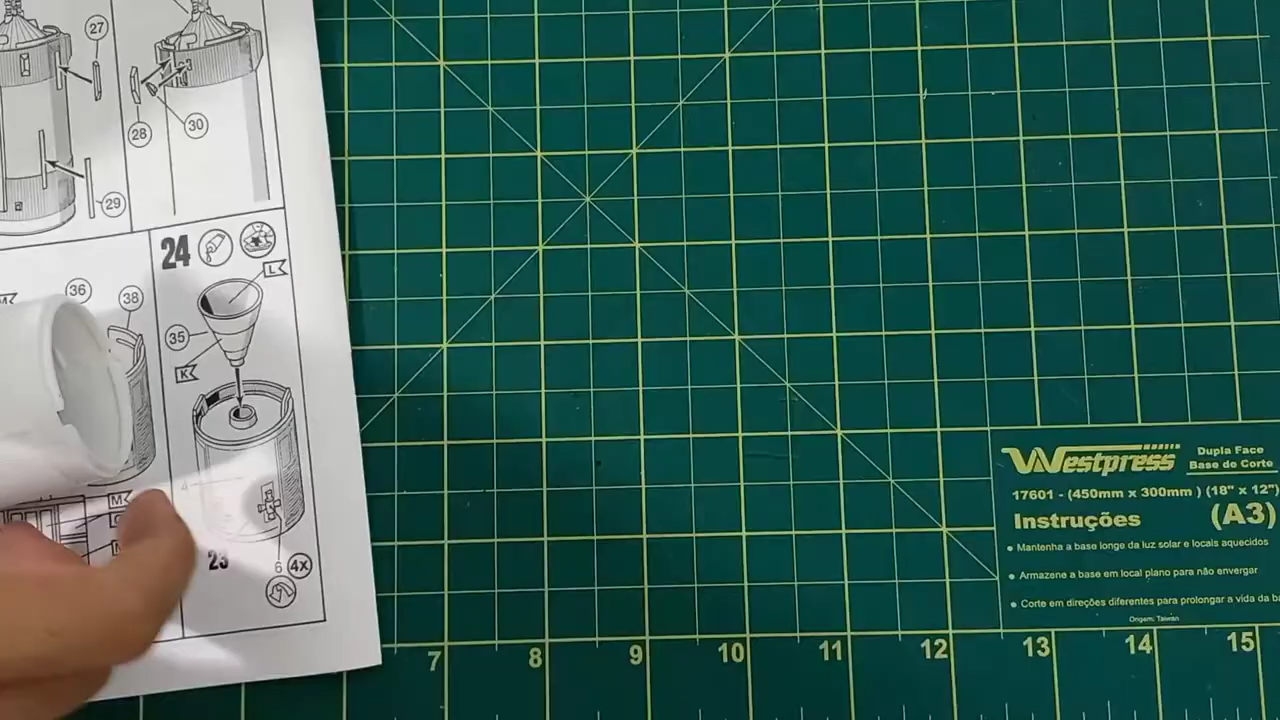 27
28
30
29
24
L
36
38
35
K
M
4
23
6 4X
Westpress
Dupla Face
Base de Corte
17601 - (450mm x 300mm ) (18" x 12")
Instruções (A3)
• Mantenha a base longe da luz solar e locais aquecidos
• Armazene a base em local plano para não envergar
• Corte em direções diferentes para prolongar a vida da
Origem: Taiwan
7 8 9 10 11 12 13 14 15